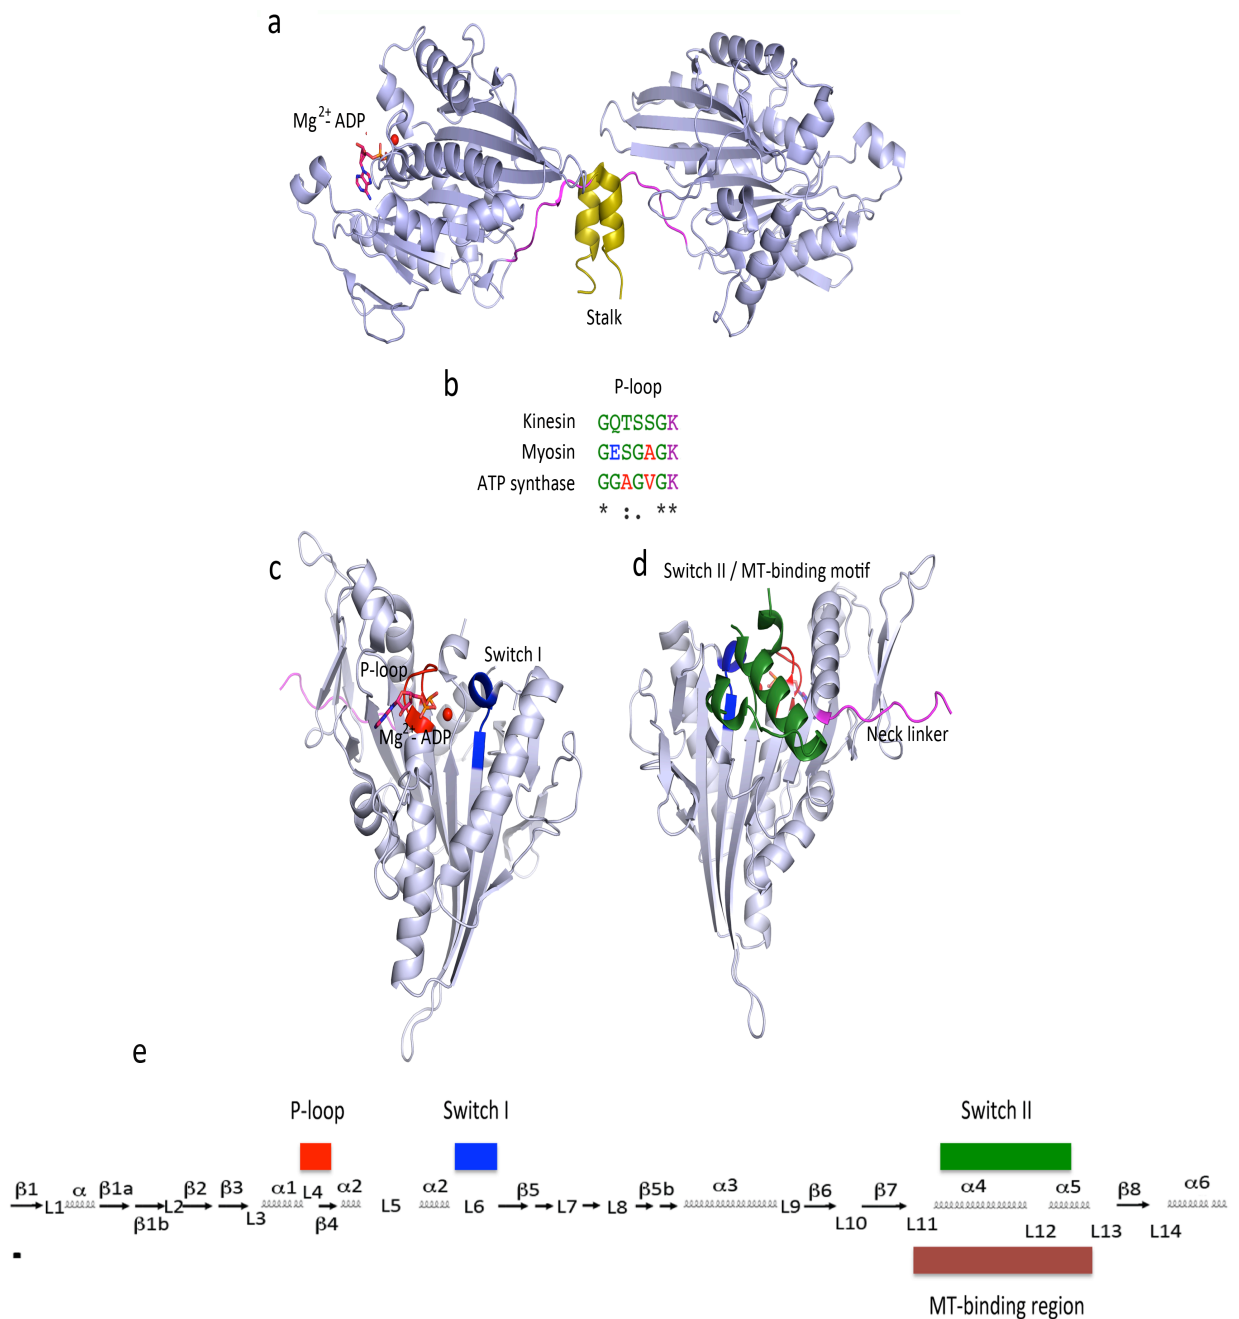 a
Mg2+- ADP
Stalk
b
P-loop
Kinesin GQTSSGK
Myosin GESGAGK
ATP synthase GGAGVGK
* :. **
c
P-loop
Switch I
Mg2+- ADP
d
Switch II / MT-binding motif
Neck linker
e
P-loop Switch I Switch II
β1 α β1a β2 β3 α1 L4 α2 α2 β5 β5b α3 β6 β7 α4 α5 β8 α6
L1 L2 L5 L6 L7 L8 L9
β1b L3 β4 L10 L11 L12 L13 L14
MT-binding region